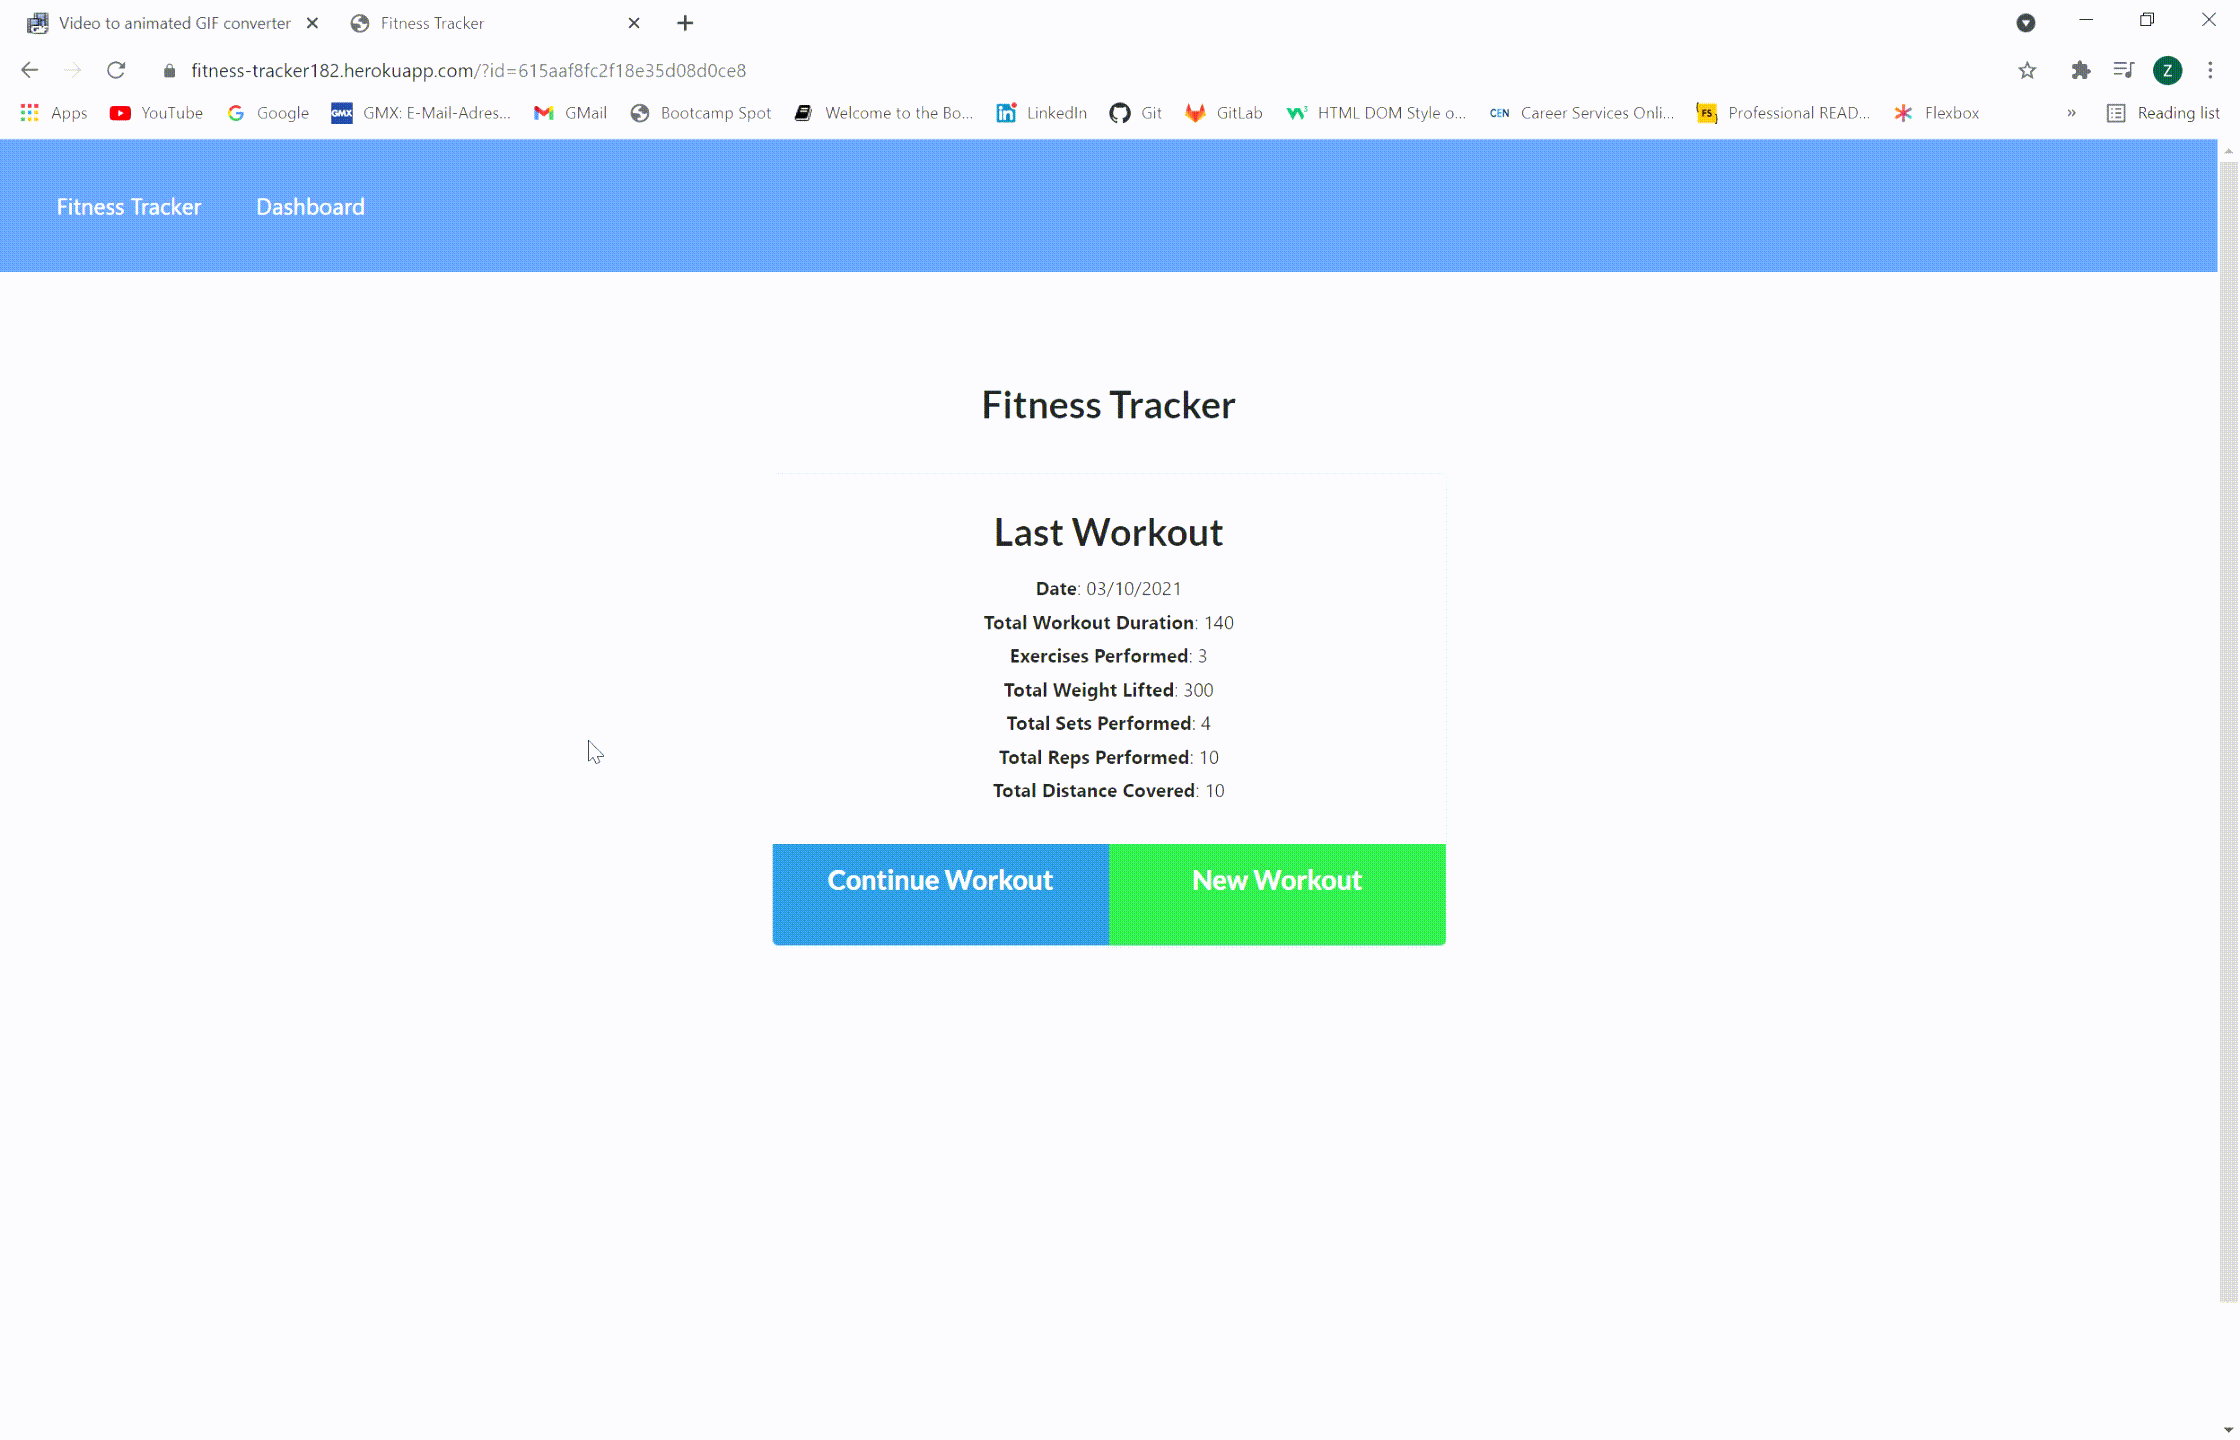 Video to animated GIF converter
Fitness Tracker
fitness-tracker182.herokuapp.com/?id=615aaf8fc2f18e35d08d0ce8
Z
Apps
YouTube
Google
GMX
GMX: E-Mail-Adres...
GMail
Bootcamp Spot
Welcome to the Bo...
in
LinkedIn
Git
GitLab
HTML DOM Style o...
CEN
Career Services Onli...
FS
Professional READ...
Flexbox
»
Reading list
Fitness Tracker
Dashboard
Fitness Tracker
Last Workout
Date: 03/10/2021
Total Workout Duration: 140
Exercises Performed: 3
Total Weight Lifted: 300
Total Sets Performed: 4
Total Reps Performed: 10
Total Distance Covered: 10
Continue Workout
New Workout